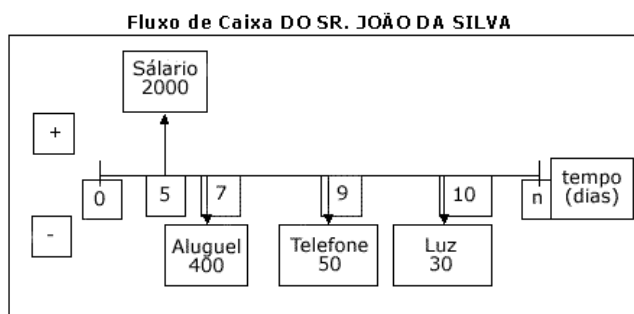 Fluxo de Caixa DO SR. JOÃO DA SILVA
Sálario
2000
+
0
5
7
9
10
n
tempo
(dias)
-
Aluguel
400
Telefone
50
Luz
30